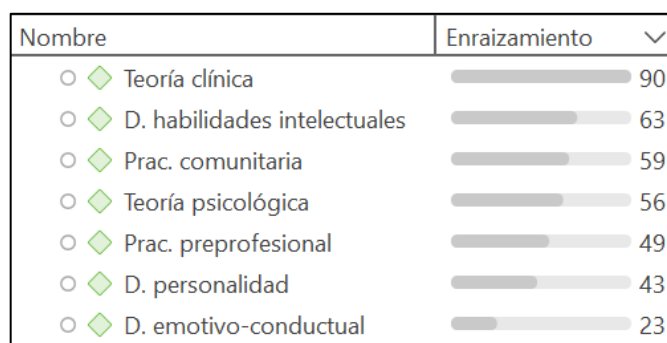 Nombre Enraizamiento
Teoría clínica 90
D. habilidades intelectuales 63
Prac. comunitaria 59
Teoría psicológica 56
Prac. preprofesional 49
D. personalidad 43
D. emotivo-conductual 23